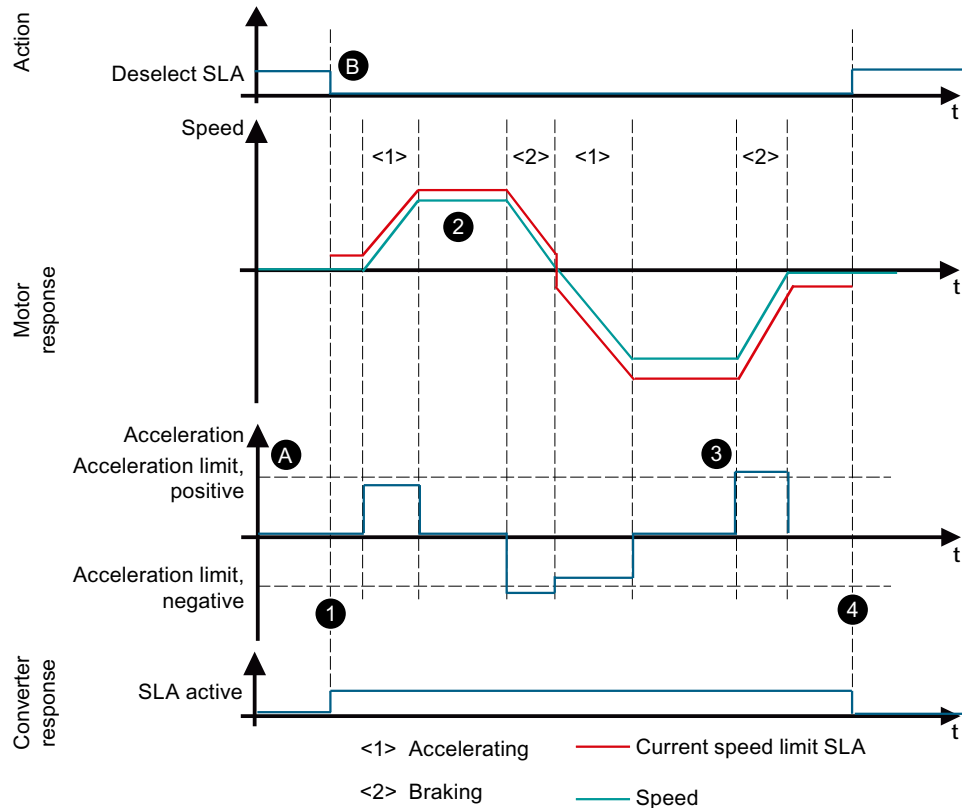 Action
Deselect SLA
B
t
Speed
<1>
<2>
<1>
<2>
2
t
Motor
response
Acceleration
A
Acceleration limit,
positive
3
t
Acceleration limit,
negative
1
4
Converter
response
SLA active
t
<1> Accelerating
Current speed limit SLA
<2> Braking
Speed